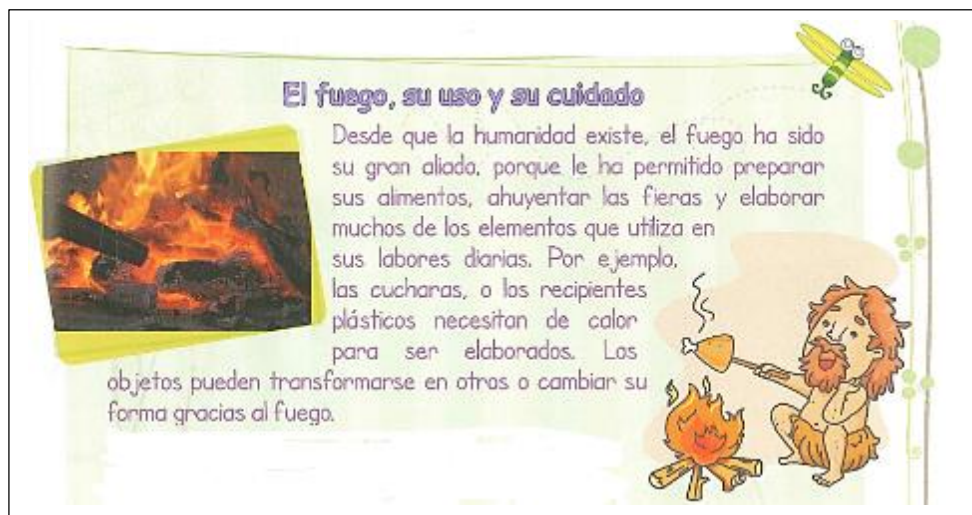 El fuego, su uso y su cuidado
Desde que la humanidad existe, el fuego ha sido
su gran aliado, porque le ha permitido preparar
sus alimentos, ahuyentar las fieras y elaborar
muchos de los elementos que utiliza en
sus labores diarias. Por ejemplo,
las cucharas, o los recipientes
plásticos necesitan de calor
para ser elaborados. Los
objetos pueden transformarse en otros o cambiar su
forma gracias al fuego.